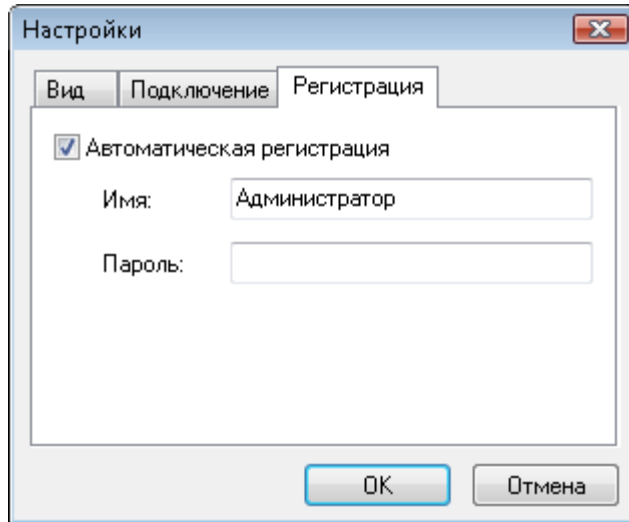 Настройки
Вид Подключение Регистрация
Автоматическая регистрация
Имя: Администратор
Пароль:
OK Отмена